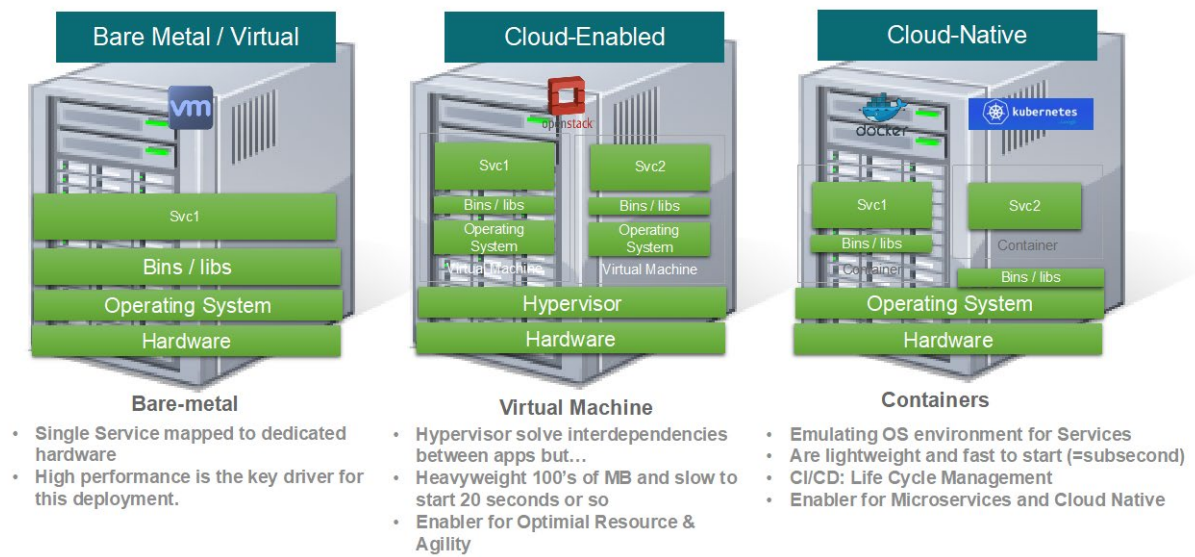 Bare Metal / Virtual
vm
Svc1
Bins / libs
Operating System
Hardware
Bare-metal
• Single Service mapped to dedicated
hardware
• High performance is the key driver for
this deployment.
Cloud-Enabled
openstack
Svc1
Bins / libs
Operating
System
Virtual Machine
Svc2
Bins / libs
Operating
System
Virtual Machine
Hypervisor
Hardware
Virtual Machine
• Hypervisor solve interdependencies
between apps but...
• Heavyweight 100's of MB and slow to
start 20 seconds or so
• Enabler for Optimial Resource &
Agility
Cloud-Native
docker
kubernetes
Svc1
Bins / libs
Container
Svc2
Container
Bins / libs
Operating System
Hardware
Containers
• Emulating OS environment for Services
• Are lightweight and fast to start (=subsecond)
• CI/CD: Life Cycle Management
• Enabler for Microservices and Cloud Native